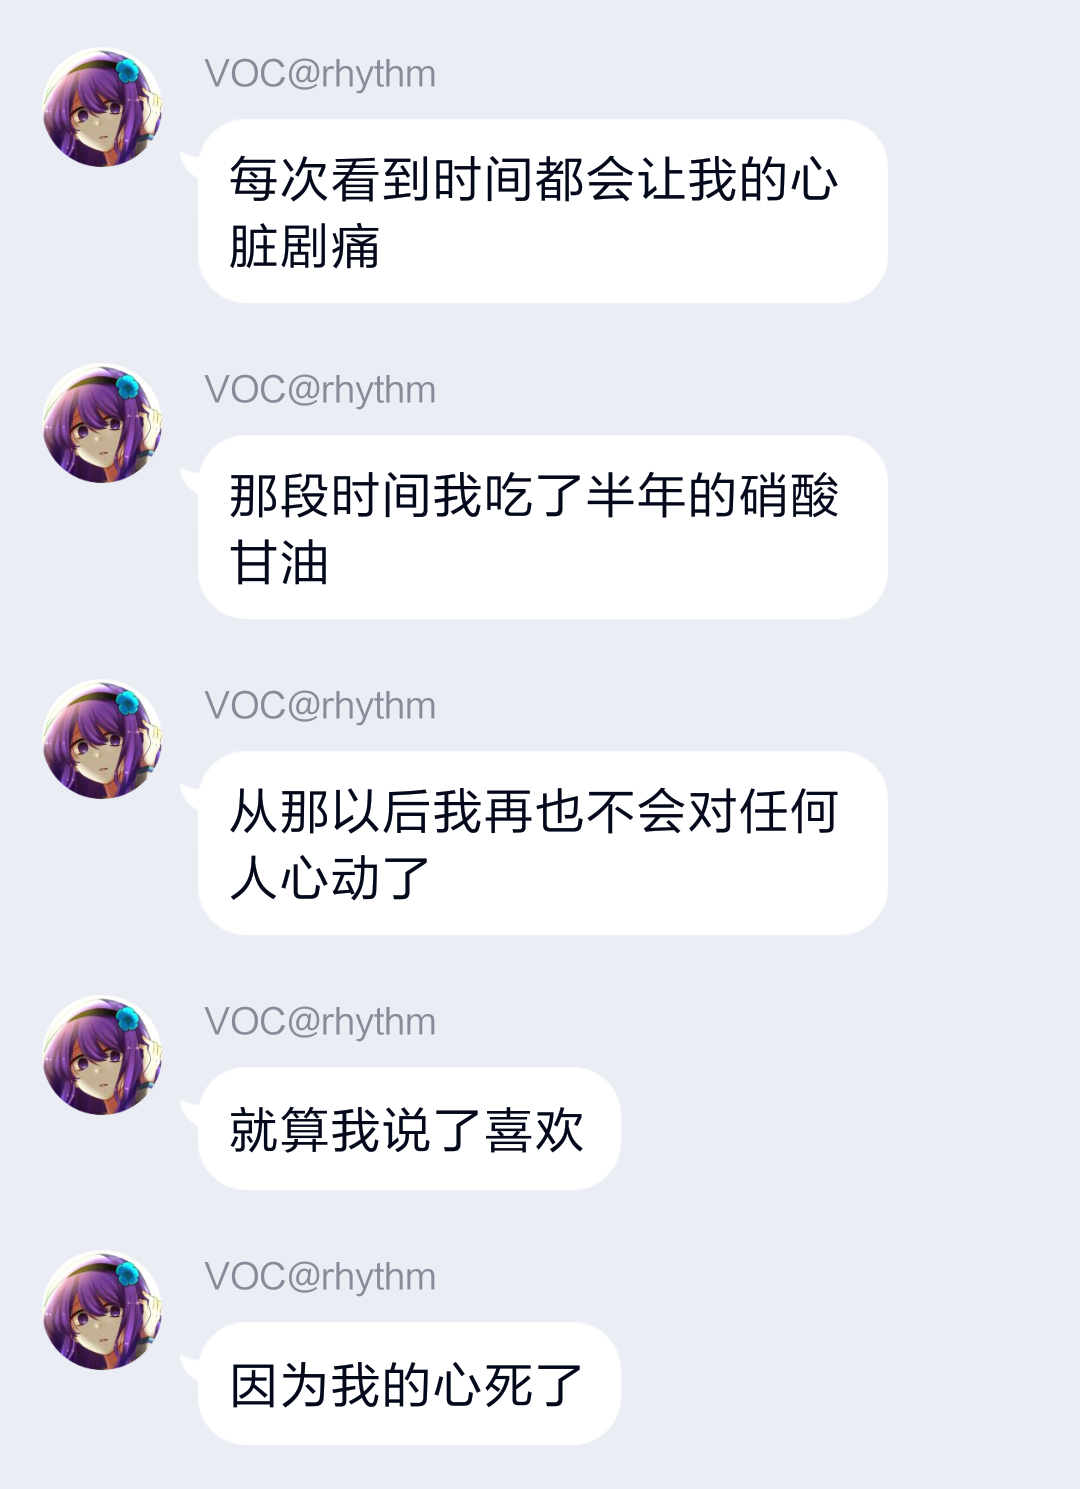 VOC@rhythm
每次看到时间都会让我的心
脏剧痛
VOC@rhythm
那段时间我吃了半年的硝酸
甘油
VOC@rhythm
从那以后我再也不会对任何
人心动了
VOC@rhythm
就算我说了喜欢
VOC@rhythm
因为我的心死了